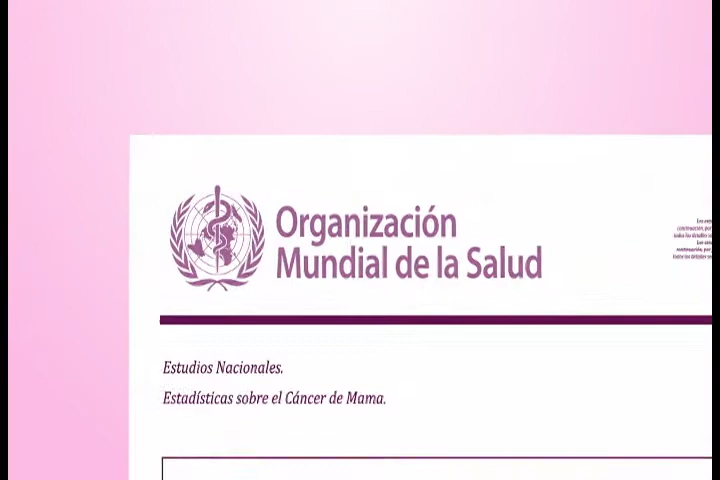 Organización
Mundial de la Salud
Estudios Nacionales.
Estadísticas sobre el Cáncer de Mama.